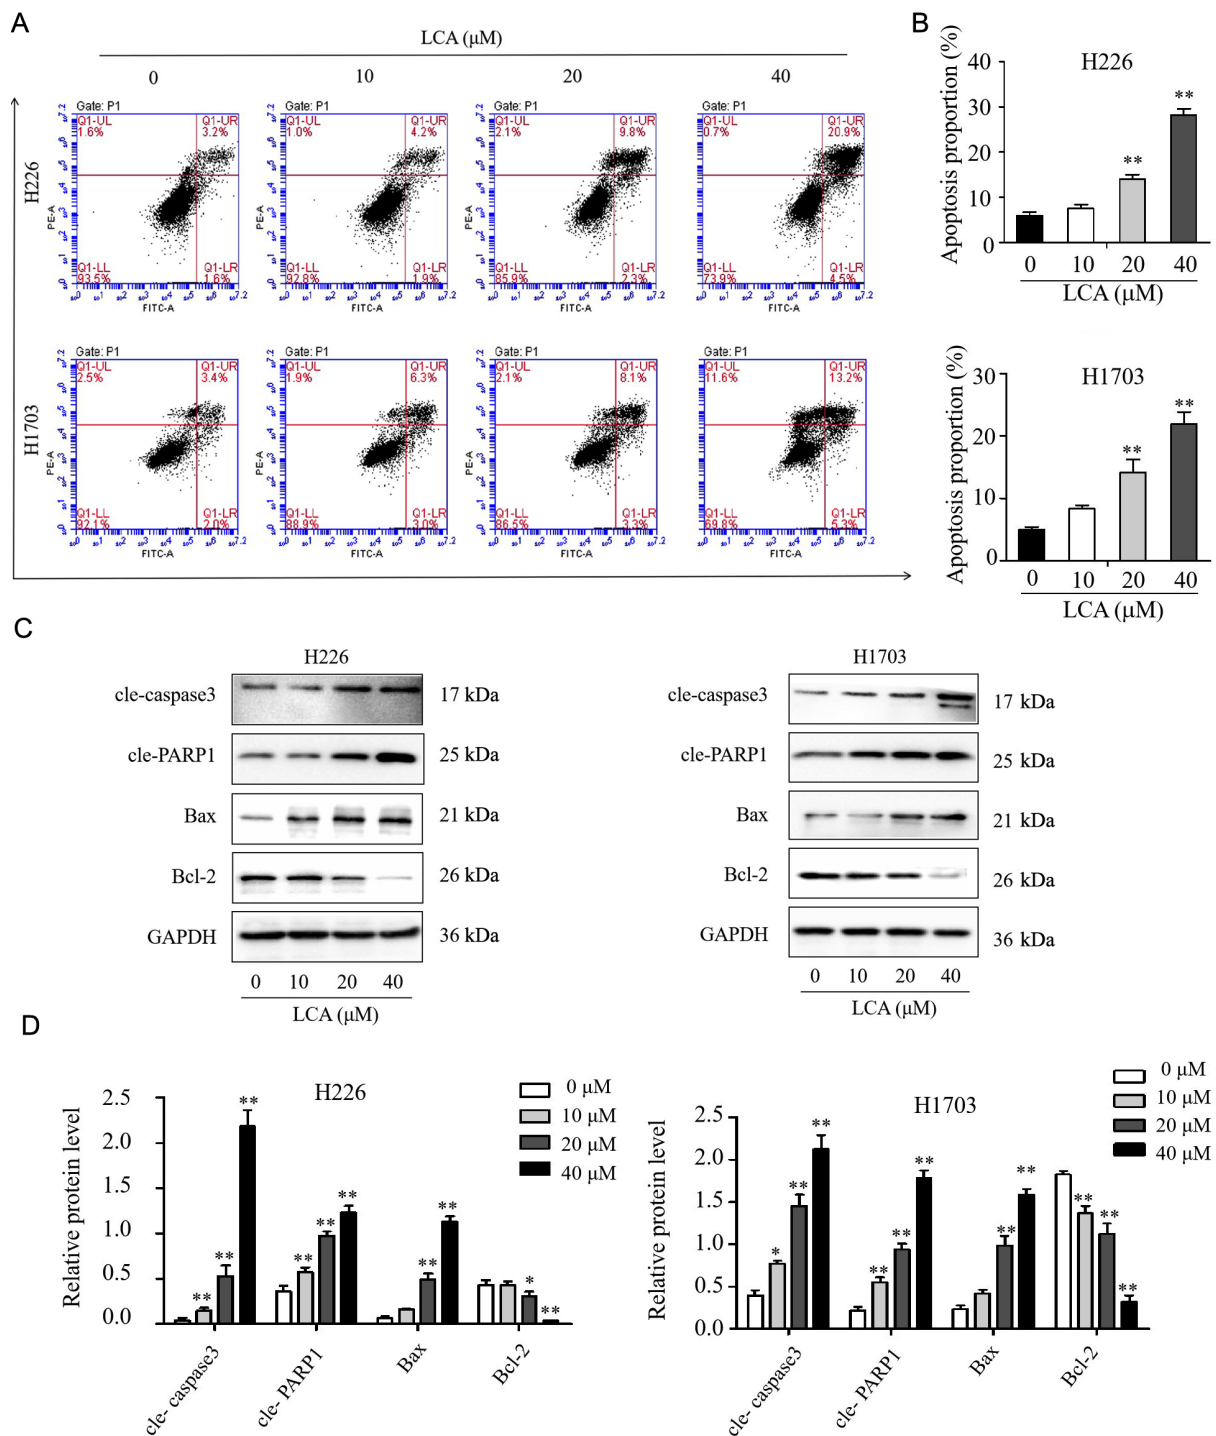 A
LCA (μM)
0 10 20 40
H226
Gate: P1 Gate: P1 Gate: P1 Gate: P1
Q1-UL Q1-UR Q1-UL Q1-UR Q1-UL Q1-UR Q1-UL Q1-UR
1.6% 3.2% 1.0% 4.2% 2.1% 9.8% 0.7% 20.9%
PE-A PE-A PE-A PE-A
Q1-LL Q1-LR Q1-LL Q1-LR Q1-LL Q1-LR Q1-LL Q1-LR
93.5% 1.6% 92.8% 1.9% 85.9% 2.3% 73.9% 4.5%
FITC-A FITC-A FITC-A FITC-A
H1703
Gate: P1 Gate: P1 Gate: P1 Gate: P1
Q1-UL Q1-UR Q1-UL Q1-UR Q1-UL Q1-UR Q1-UL Q1-UR
2.5% 3.4% 1.9% 6.3% 2.1% 8.1% 11.6% 13.2%
PE-A PE-A PE-A PE-A
Q1-LL Q1-LR Q1-LL Q1-LR Q1-LL Q1-LR Q1-LL Q1-LR
92.1% 2.0% 88.9% 3.0% 86.5% 3.3% 69.8% 5.3%
FITC-A FITC-A FITC-A FITC-A
B
H226
Apoptosis proportion (%)
40
30
20
10
0
** **
0 10 20 40
LCA (μM)
H1703
Apoptosis proportion (%)
30
20
10
0
** **
0 10 20 40
LCA (μM)
C
H226
cle-caspase3 17 kDa
cle-PARP1 25 kDa
Bax 21 kDa
Bcl-2 26 kDa
GAPDH 36 kDa
0 10 20 40
LCA (μM)
H1703
cle-caspase3 17 kDa
cle-PARP1 25 kDa
Bax 21 kDa
Bcl-2 26 kDa
GAPDH 36 kDa
0 10 20 40
LCA (μM)
D
H226
Relative protein level
2.5
2.0
1.5
1.0
0.5
0.0
** ** ** ** ** ** ** ** * **
0 μM
10 μM
20 μM
40 μM
cle- caspase3 cle- PARP1 Bax Bcl-2
H1703
Relative protein level
2.5
2.0
1.5
1.0
0.5
0.0
* ** ** ** ** ** ** ** ** ** **
0 μM
10 μM
20 μM
40 μM
cle- caspase3 cle- PARP1 Bax Bcl-2